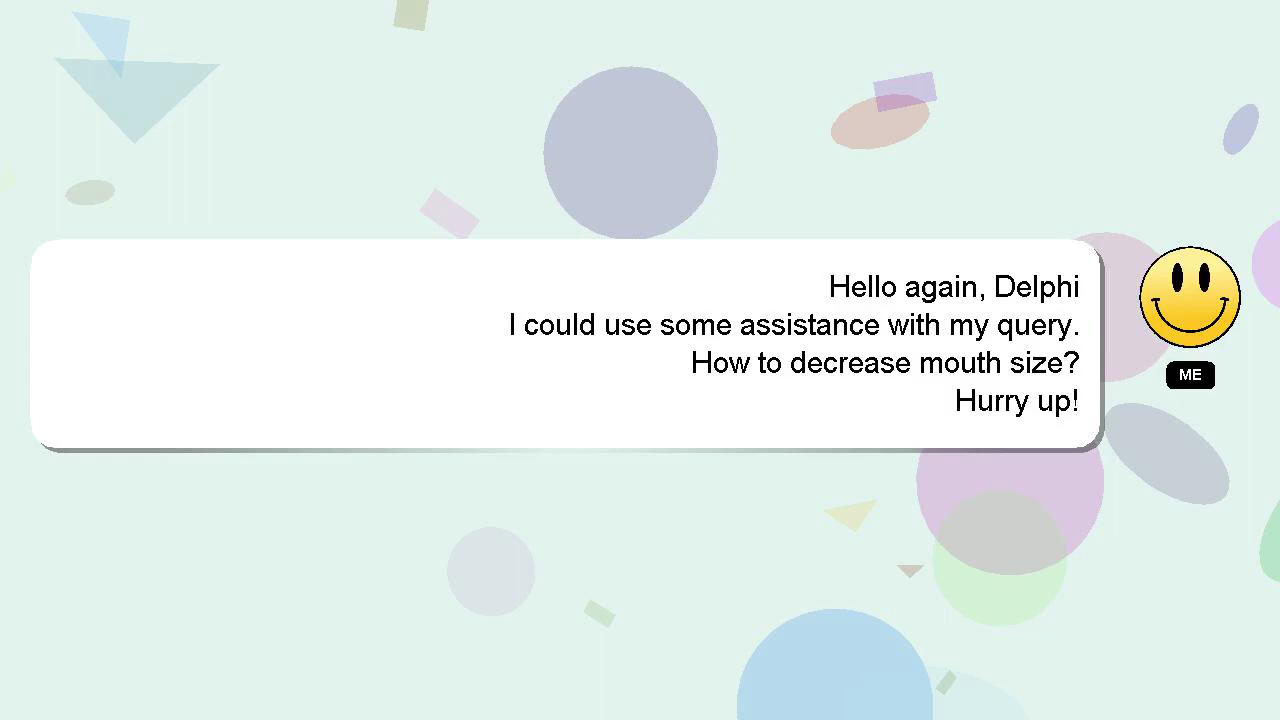 Hello again, Delphi
I could use some assistance with my query.
How to decrease mouth size?
Hurry up!
ME